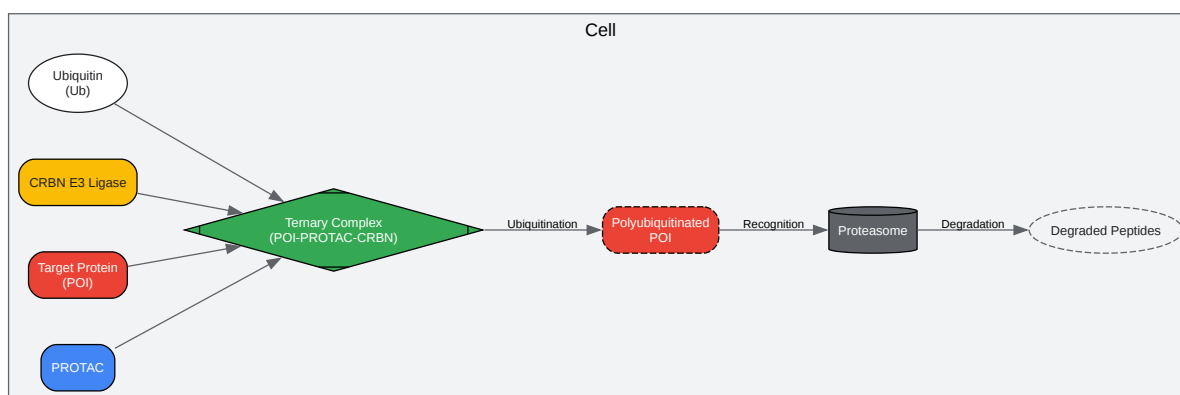 Cell
Ubiquitin
(Ub)
CRBN E3 Ligase
Target Protein
(POI)
PROTAC
Ternary Complex
(POI-PROTAC-CRBN)
Ubiquitination
Polyubiquitinated
POI
Recognition
Proteasome
Degradation
Degraded Peptides